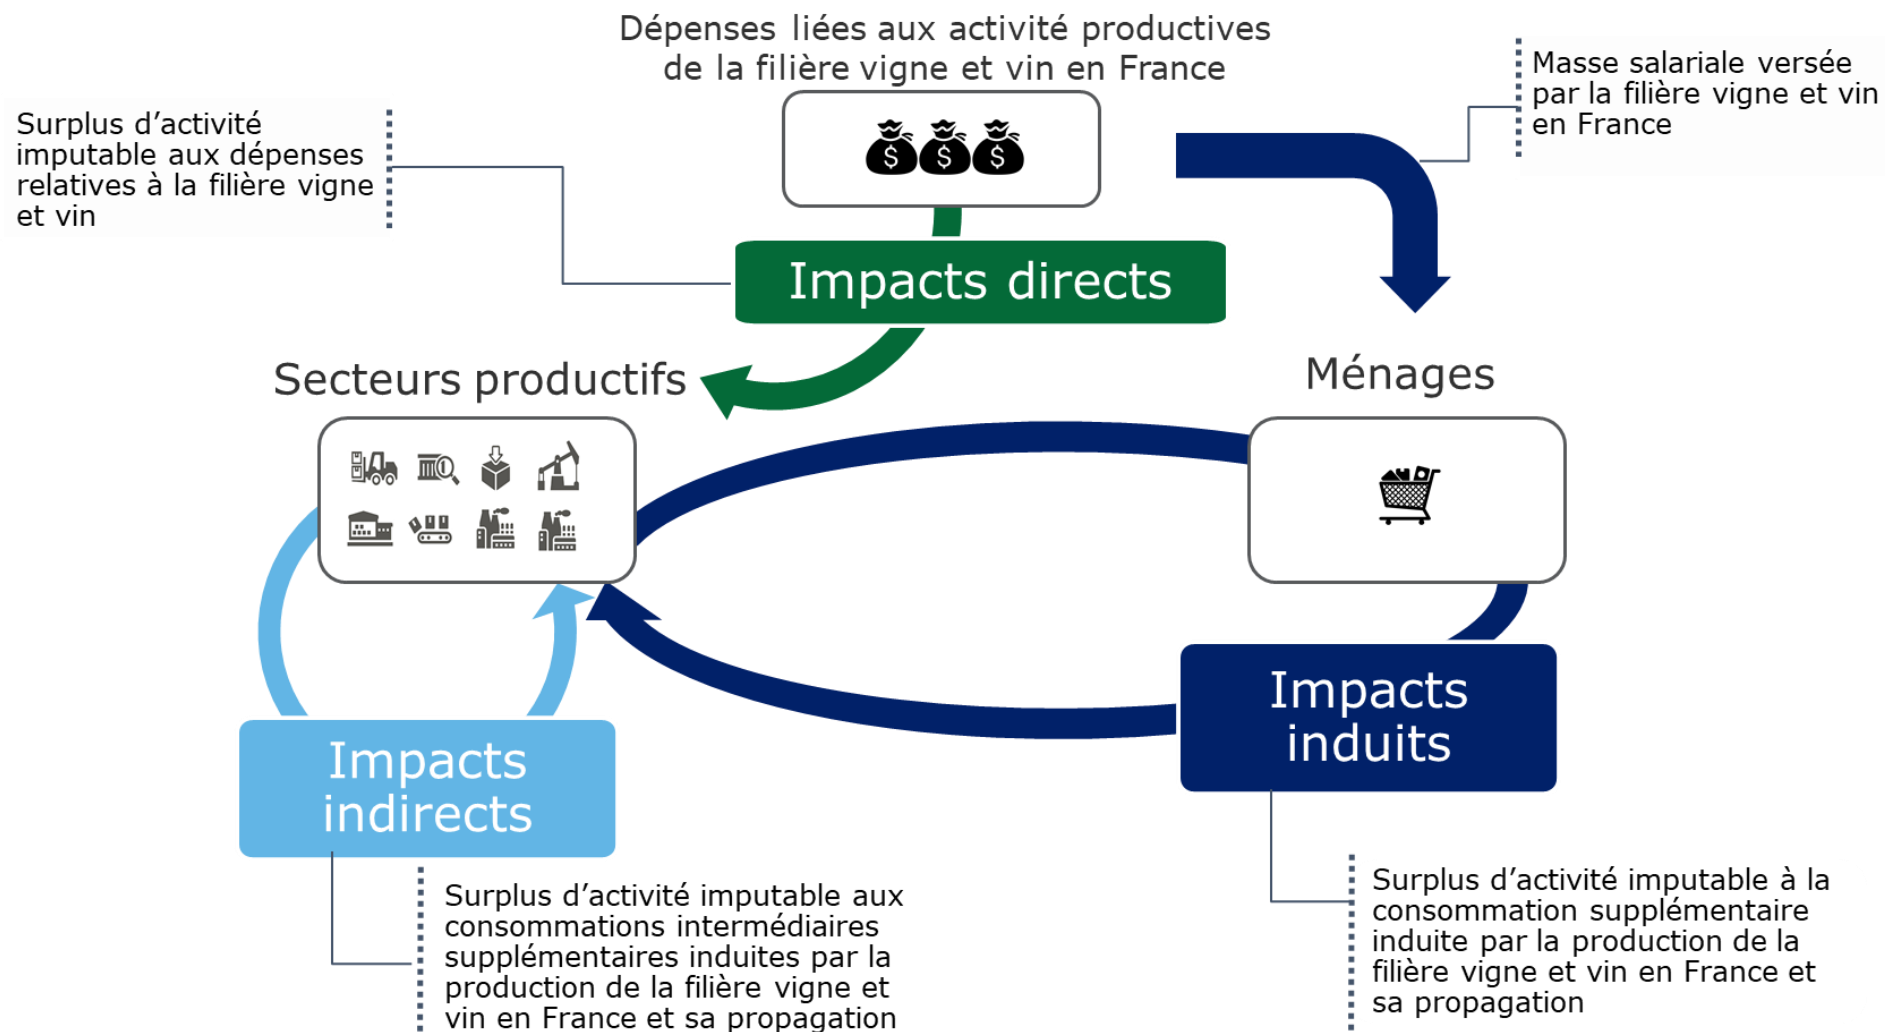 Dépenses liées aux activité productives
de la filière vigne et vin en France
Masse salariale versée
par la filière vigne et vin
en France
Surplus d’activité
imputable aux dépenses
relatives à la filière vigne
et vin
$ $ $
Impacts directs
Secteurs productifs
Ménages
Impacts
induits
Impacts
indirects
Surplus d’activité imputable aux
consommations intermédiaires
supplémentaires induites par la
production de la filière vigne et
vin en France et sa propagation
Surplus d’activité imputable à la
consommation supplémentaire
induite par la production de la
filière vigne et vin en France et
sa propagation